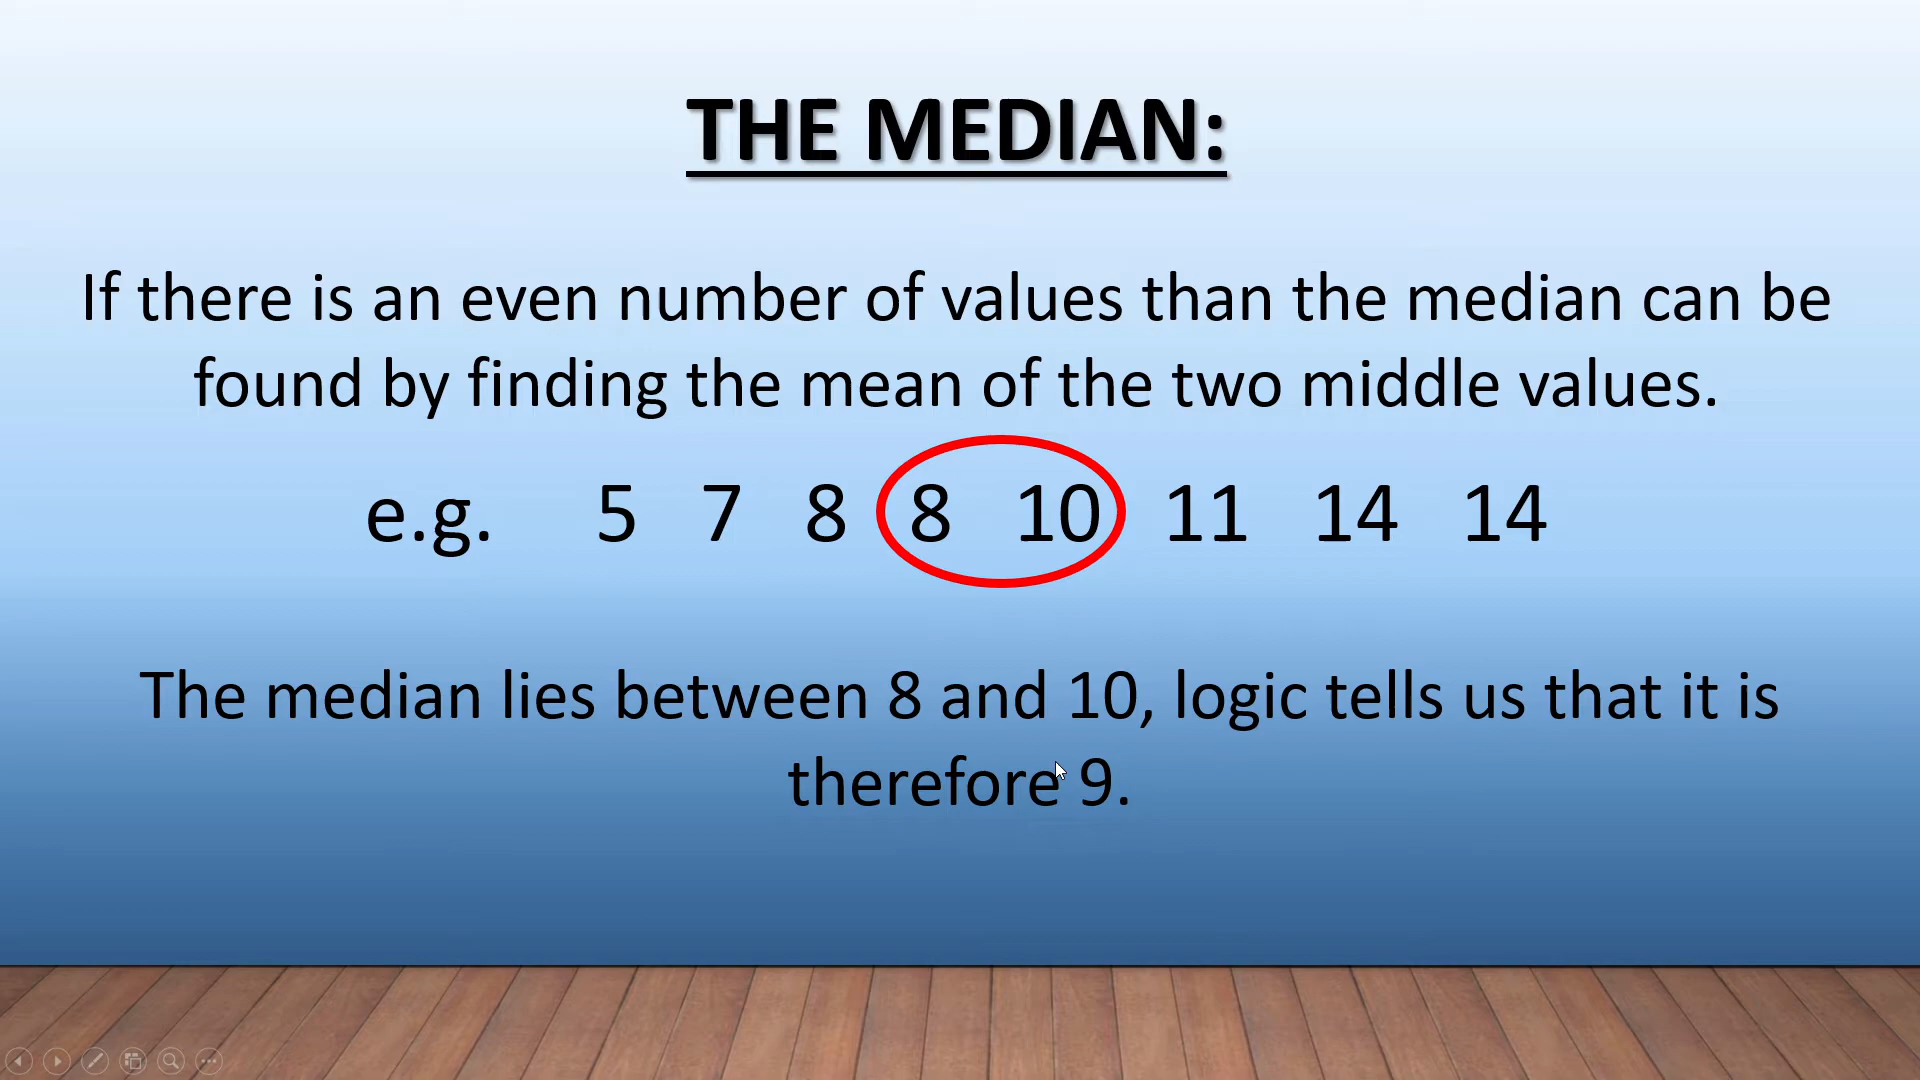 THE MEDIAN:
If there is an even number of values than the median can be
found by finding the mean of the two middle values.
e.g. 5 7 8 8 10 11 14 14
The median lies between 8 and 10, logic tells us that it is
therefore 9.